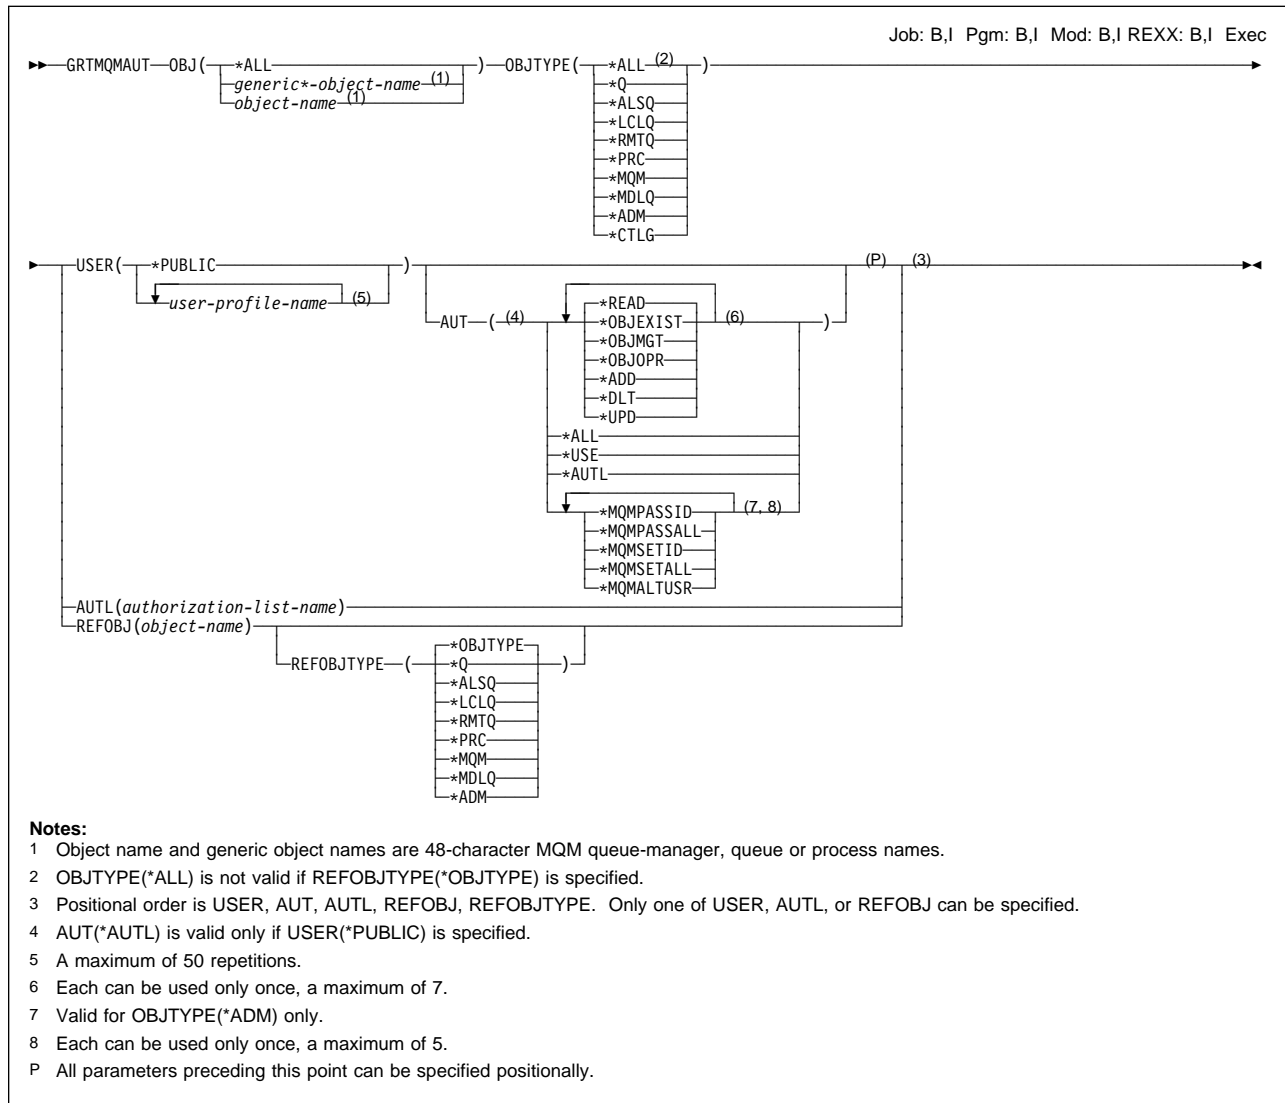 Job: B,I Pgm: B,I Mod: B,I REXX: B,I Exec
GRTMQMAUT OBJ( *ALL ) OBJTYPE( *ALL (2) )
generic*-object-name (1) *Q
object-name (1) *ALSQ
*LCLQ
*RMTQ
*PRC
*MQM
*MDLQ
*ADM
*CTLG
USER( *PUBLIC ) (P) (3)
user-profile-name (5)
*READ
AUT ( (4) *OBJEXIST (6) )
*OBJMGT
*OBJOPR
*ADD
*DLT
*UPD
*ALL
*USE
*AUTL
*MQMPASSID (7, 8)
*MQMPASSALL
*MQMSETID
*MQMSETALL
*MQMALTUSR
AUTL(authorization-list-name)
REFOBJ(object-name)
*OBJTYPE
REFOBJTYPE ( *Q )
*ALSQ
*LCLQ
*RMTQ
*PRC
*MQM
*MDLQ
*ADM
Notes:
1 Object name and generic object names are 48-character MQM queue-manager, queue or process names.
2 OBJTYPE(*ALL) is not valid if REFOBJTYPE(*OBJTYPE) is specified.
3 Positional order is USER, AUT, AUTL, REFOBJ, REFOBJTYPE. Only one of USER, AUTL, or REFOBJ can be specified.
4 AUT(*AUTL) is valid only if USER(*PUBLIC) is specified.
5 A maximum of 50 repetitions.
6 Each can be used only once, a maximum of 7.
7 Valid for OBJTYPE(*ADM) only.
8 Each can be used only once, a maximum of 5.
P All parameters preceding this point can be specified positionally.